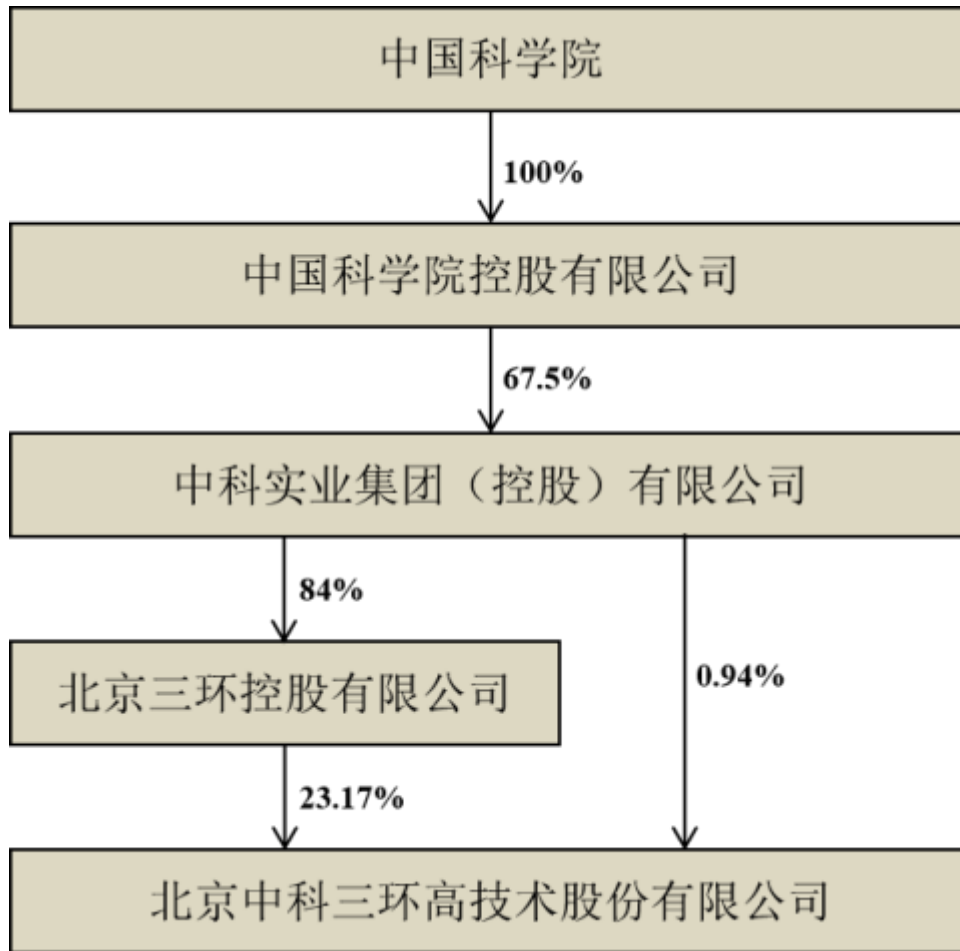 中国科学院
100%
中国科学院控股有限公司
67.5%
中科实业集团（控股）有限公司
84%
0.94%
北京三环控股有限公司
23.17%
北京中科三环高技术股份有限公司